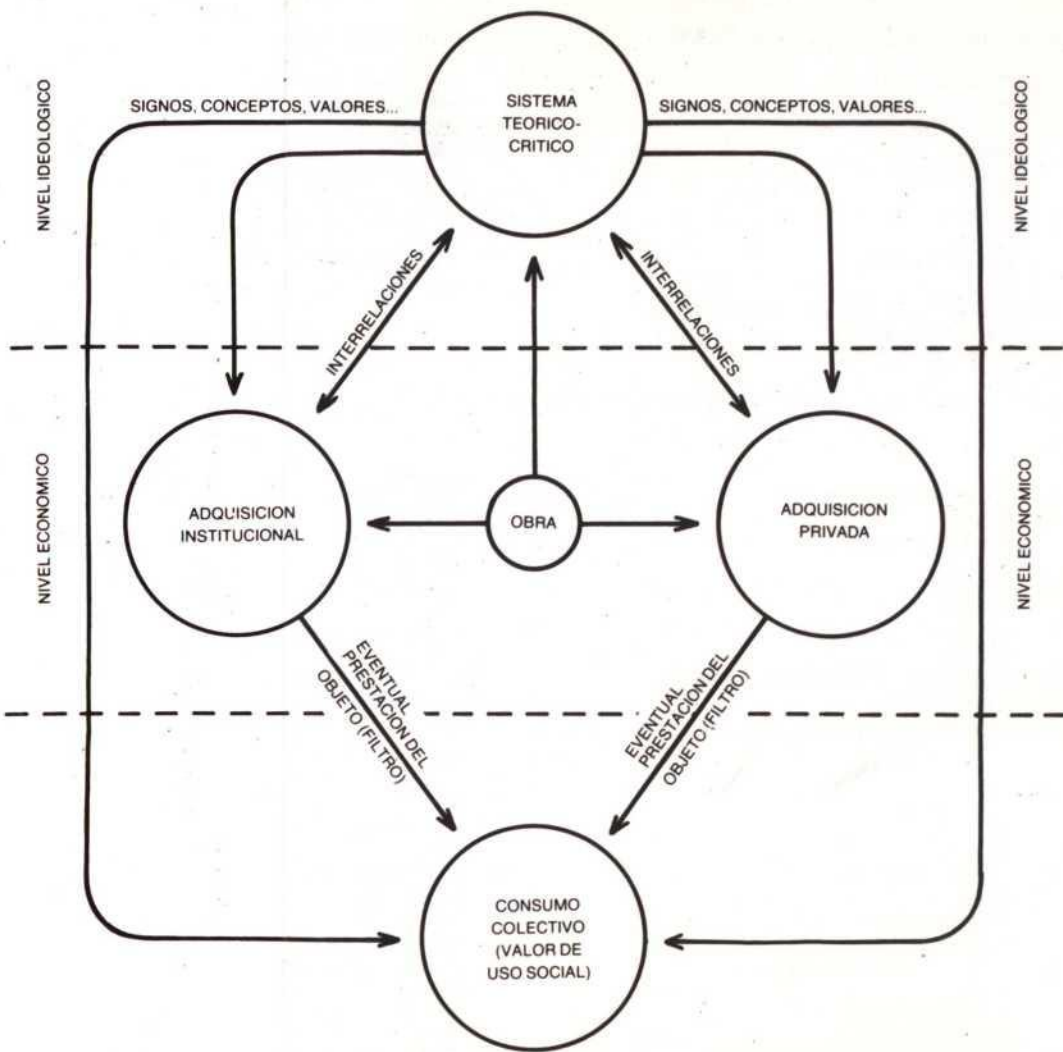 NIVEL IDEOLOGICO
SIGNOS, CONCEPTOS, VALORES...
SISTEMA
TEORICO-
CRITICO
SIGNOS, CONCEPTOS, VALORES...
NIVEL IDEOLOGICO
INTERRELACIONES
INTERRELACIONES
NIVEL ECONOMICO
ADQUISICION
INSTITUCIONAL
OBRA
ADQUISICION
PRIVADA
NIVEL ECONOMICO
EVENTUAL
PRESTACION DEL
OBJETO (FILTRO)
EVENTUAL
PRESTACION DEL
OBJETO (FILTRO)
CONSUMO
COLECTIVO
(VALOR DE
USO SOCIAL)